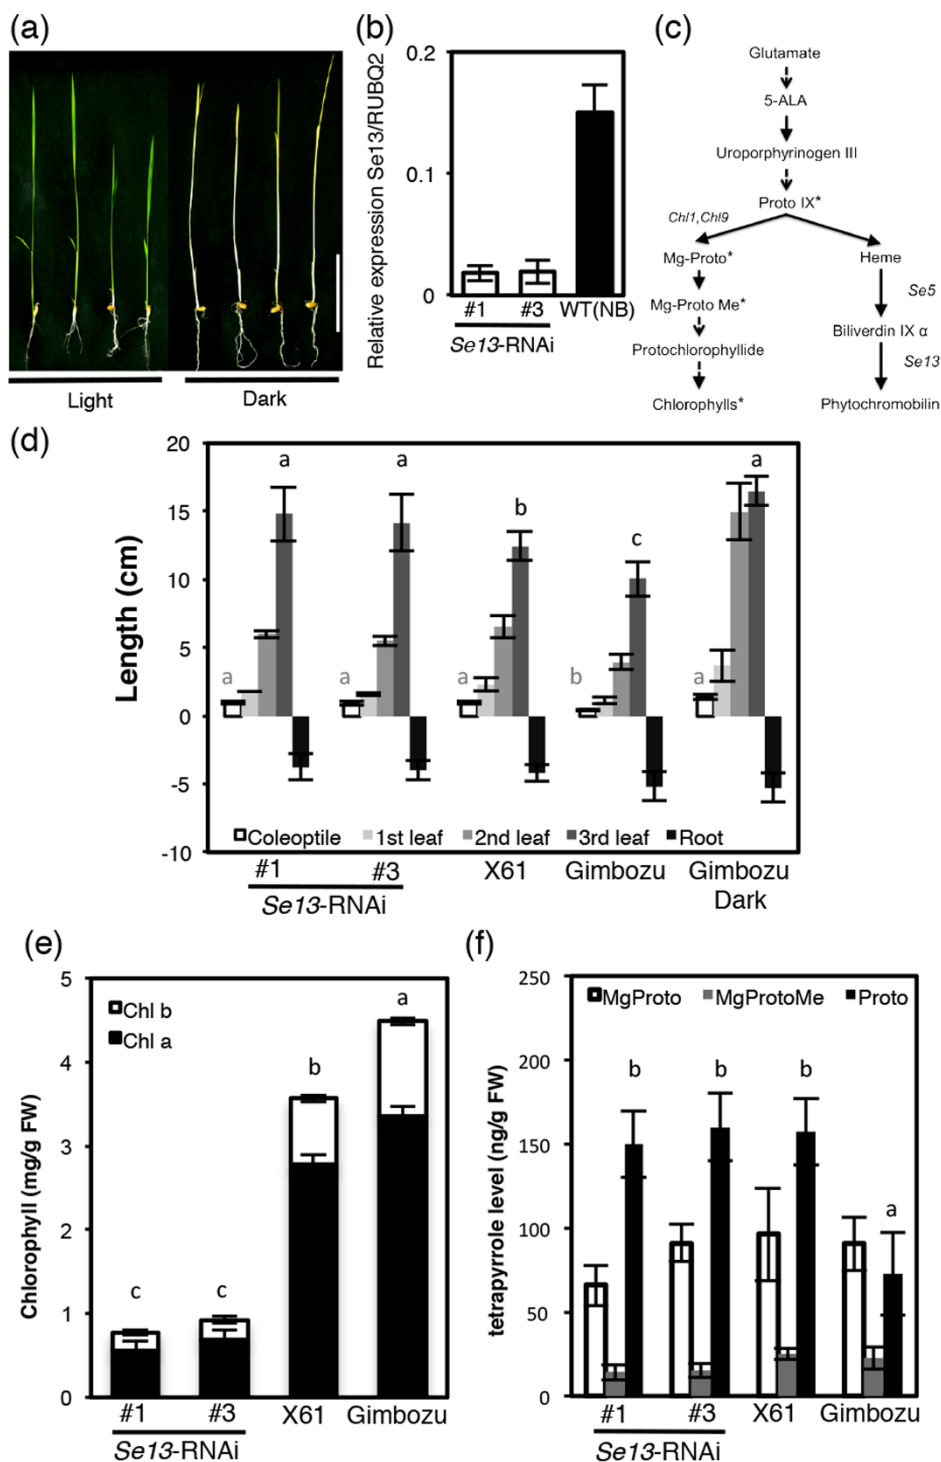 (a)
Light
Dark
(b)
Relative expression Se13/RUBQ2
0.2
0.1
0
#1
#3
WT(NB)
Se13-RNAi
(c)
Glutamate
5-ALA
Uroporphyrinogen III
Proto IX*
Chl1,Chl9
Mg-Proto*
Heme
Se5
Mg-Proto Me*
Biliverdin IX α
Protochlorophyllide
Se13
Chlorophylls*
Phytochromobilin
(d)
Length (cm)
20
15
10
5
0
-5
-10
a
a
b
c
a
a
a
a
b
a
Coleoptile
1st leaf
2nd leaf
3rd leaf
Root
#1
#3
X61
Gimbozu
Gimbozu
Dark
Se13-RNAi
(e)
Chlorophyll (mg/g FW)
5
4
3
2
1
0
Chl b
Chl a
c
c
b
a
#1
#3
X61
Gimbozu
Se13-RNAi
(f)
tetrapyrrole level (ng/g FW)
250
200
150
100
50
0
MgProto
MgProtoMe
Proto
b
b
b
a
#1
#3
X61
Gimbozu
Se13-RNAi